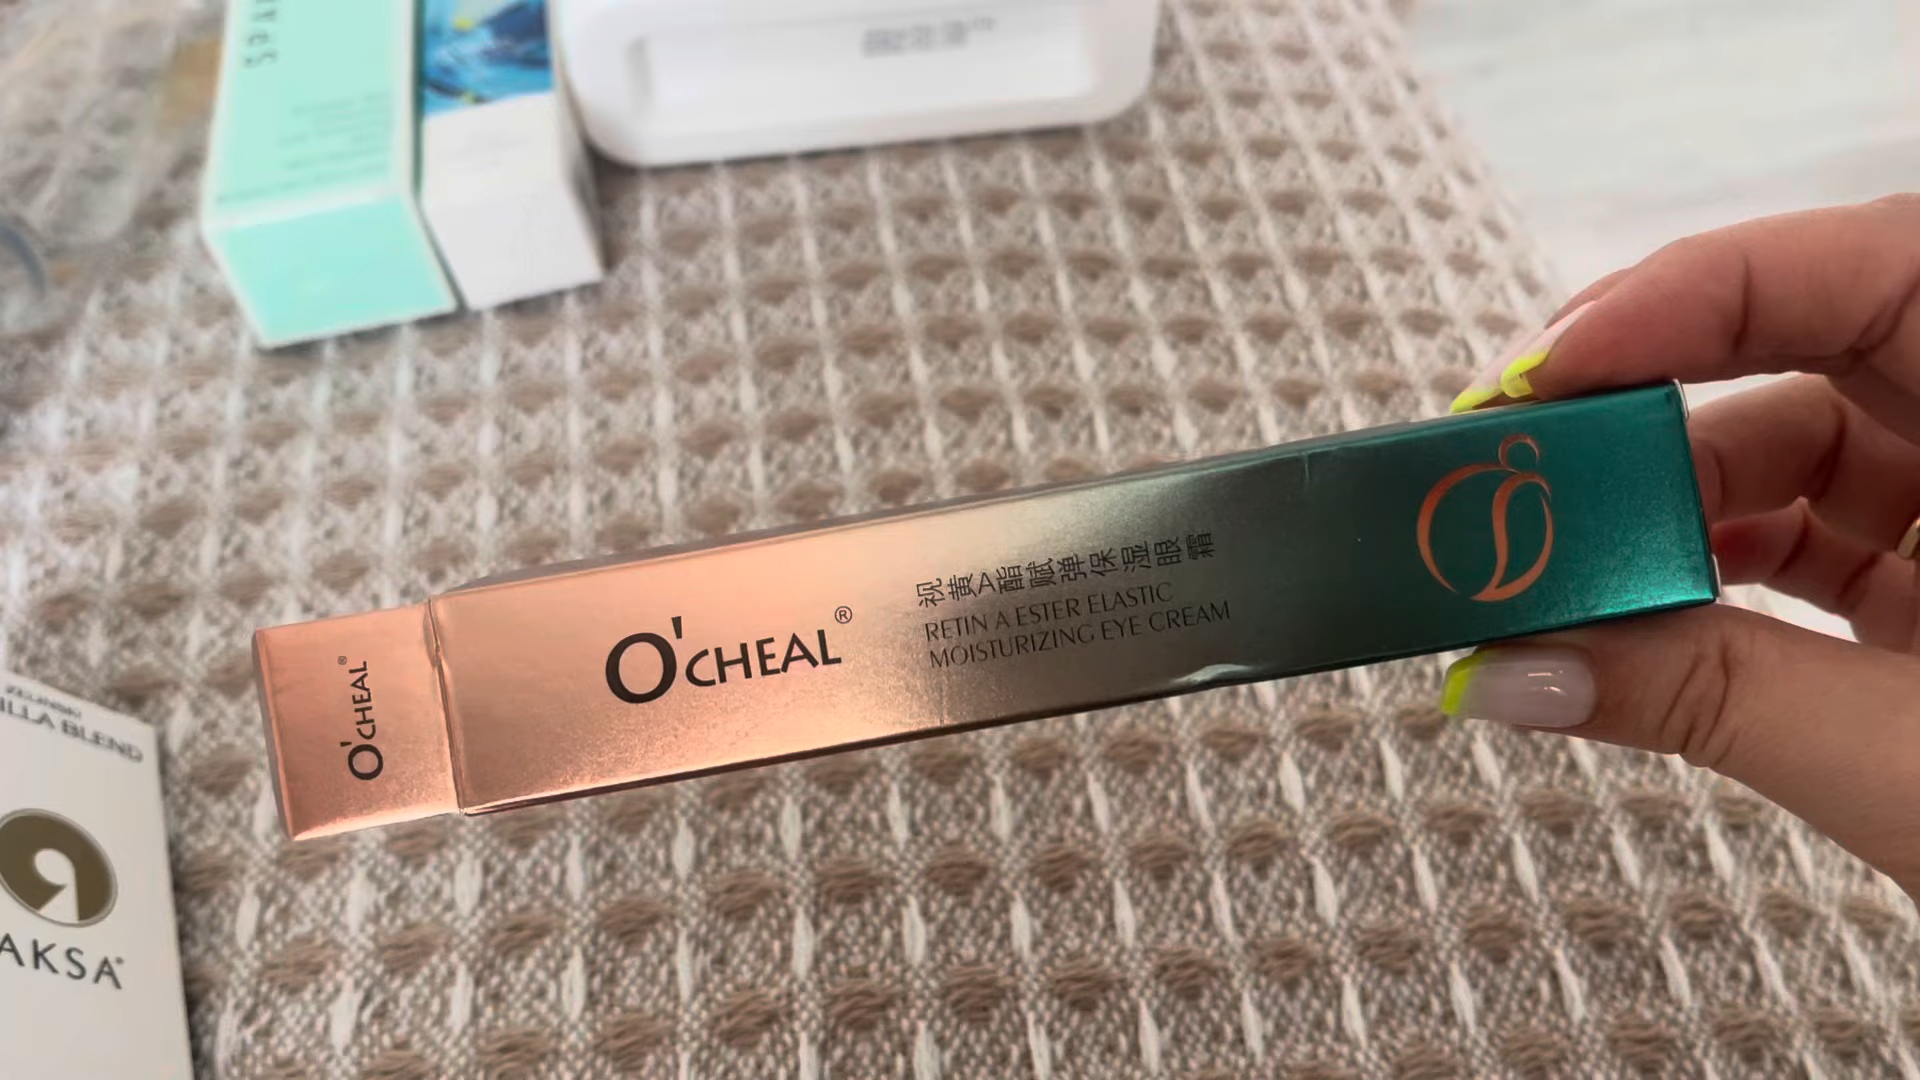 SPA
O'CHEAL®
O'CHEAL®
视黄A酯赋弹保湿眼霜
RETIN A ESTER ELASTIC
MOISTURIZING EYE CREAM
ILLA BLEND
AKSA